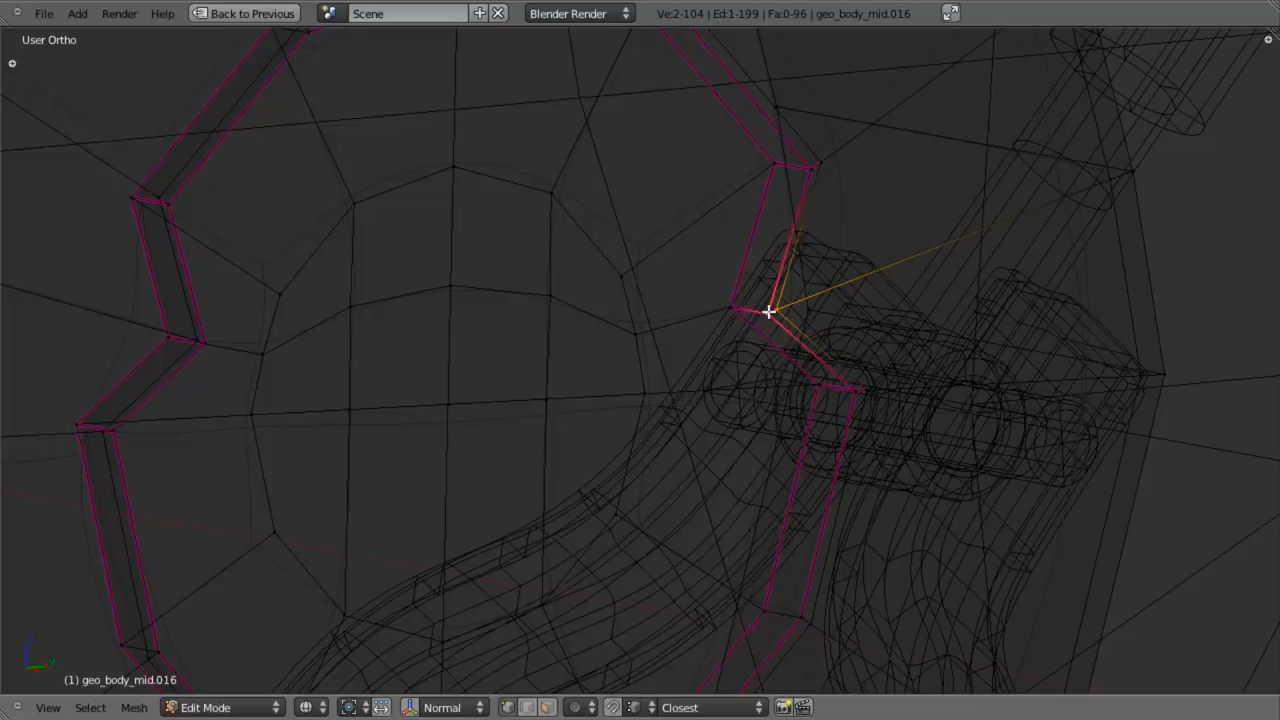 File Add Render Help Back to Previous Scene Blender Render Ve:2-104 | Ed:1-199 | Fa:0-96 | geo_body_mid.016
User Ortho
y
(1) geo_body_mid.016
View Select Mesh Edit Mode Normal Closest